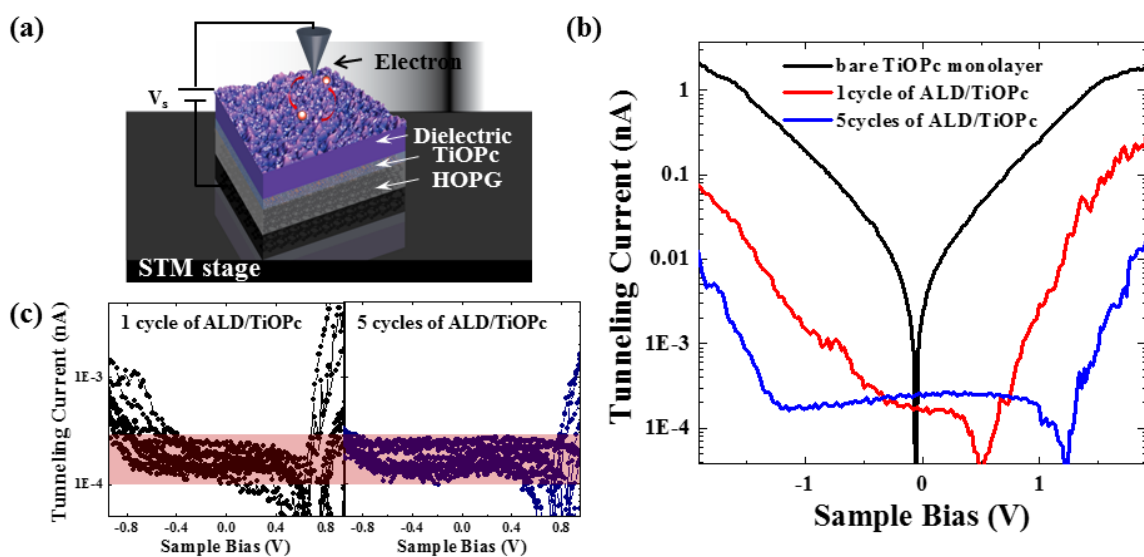 (a)
Electron
Vs
Dielectric
TiOPc
HOPG
STM stage
(b)
bare TiOPc monolayer
1cycle of ALD/TiOPc
5cycles of ALD/TiOPc
Tunneling Current (nA)
1
0.1
0.01
1E-3
1E-4
-1
0
1
Sample Bias (V)
(c)
1 cycle of ALD/TiOPc
5 cycles of ALD/TiOPc
Tunneling Current (nA)
1E-3
1E-4
-0.8 -0.4 0.0 0.4 0.8
-0.8 -0.4 0.0 0.4 0.8
Sample Bias (V)
Sample Bias (V)